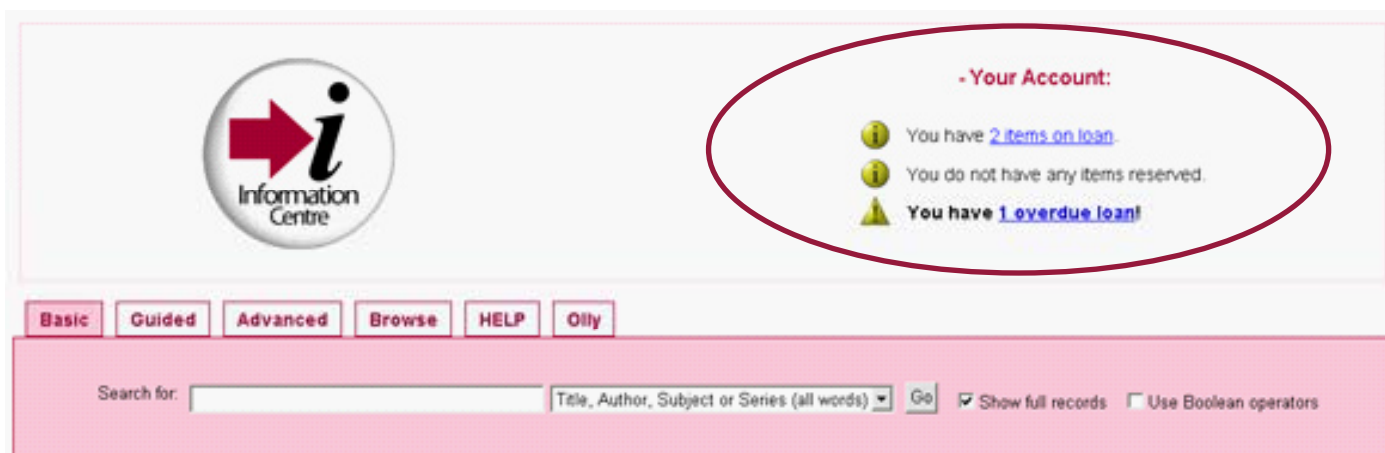 i
Information
Centre
- Your Account:
i You have 2 items on loan.
i You do not have any items reserved.
! You have 1 overdue loan!
Basic Guided Advanced Browse HELP Olly
Search for: Title, Author, Subject or Series (all words) Go Show full records Use Boolean operators